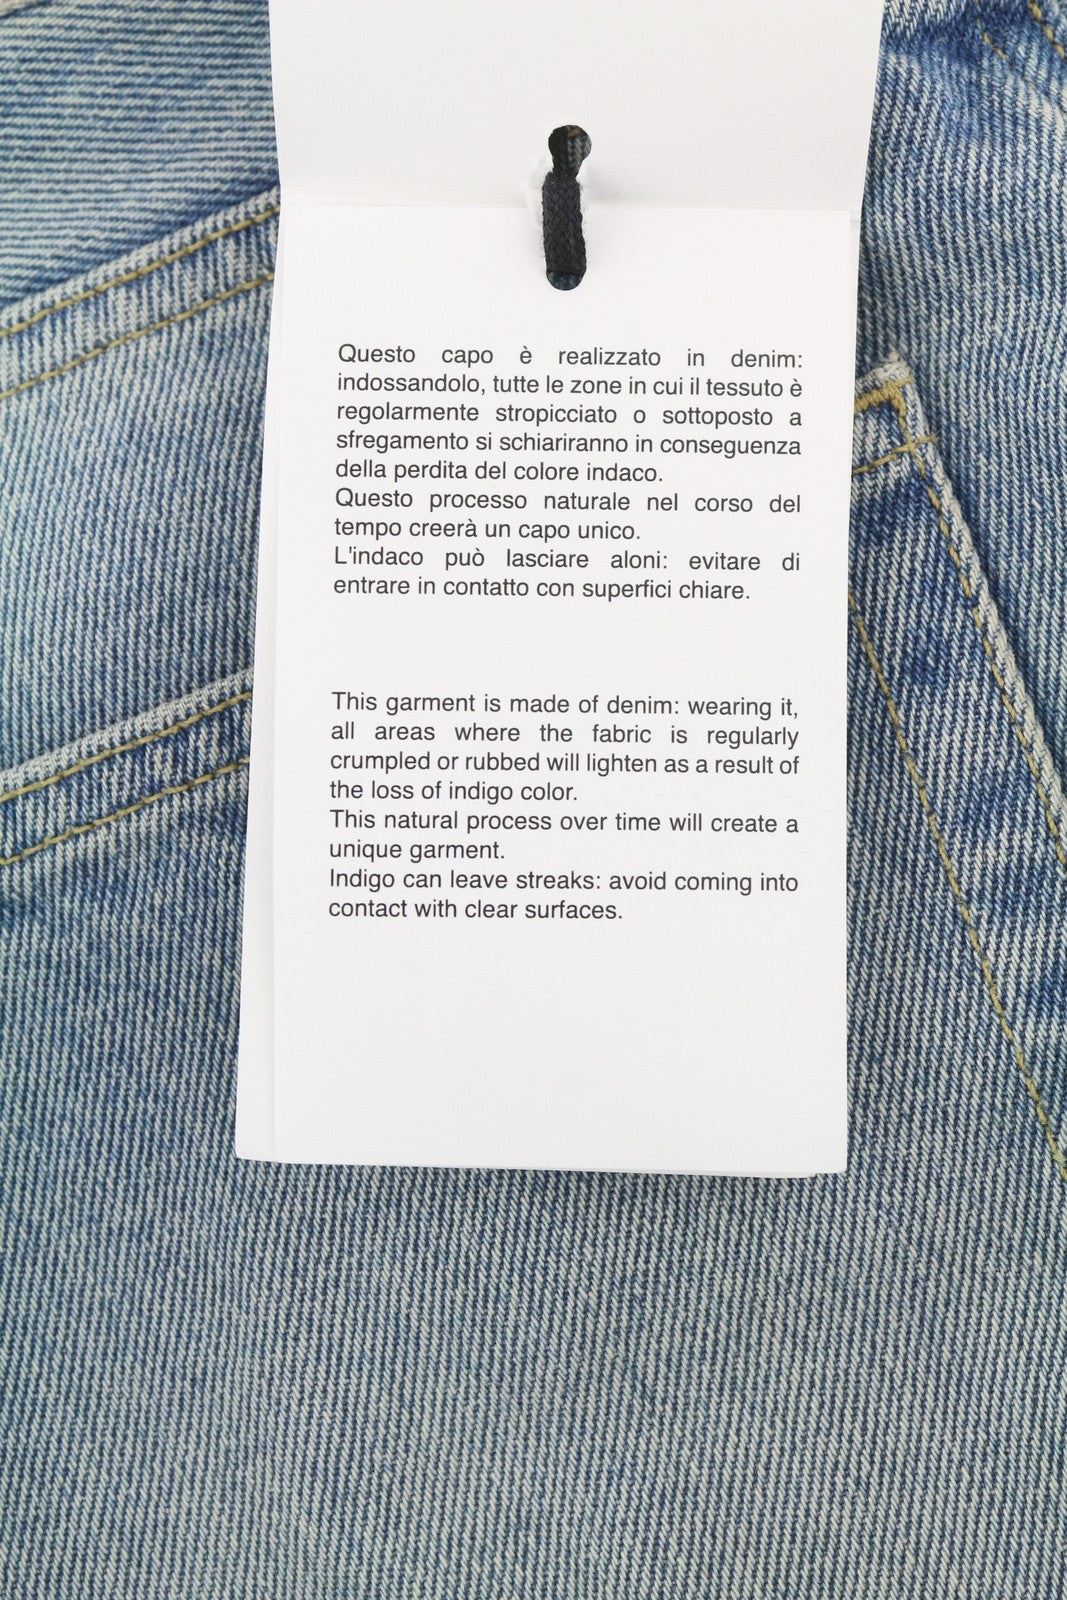 Questo capo è realizzato in denim:
indossandolo, tutte le zone in cui il tessuto è
regolarmente stropicciato o sottoposto a
sfregamento si schiariranno in conseguenza
della perdita del colore indaco.
Questo processo naturale nel corso del
tempo creerà un capo unico.
L'indaco può lasciare aloni: evitare di
entrare in contatto con superfici chiare.
This garment is made of denim: wearing it,
all areas where the fabric is regularly
crumpled or rubbed will lighten as a result of
the loss of indigo color.
This natural process over time will create a
unique garment.
Indigo can leave streaks: avoid coming into
contact with clear surfaces.